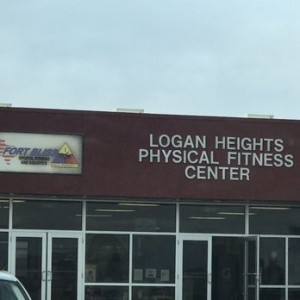 FORT BLISS
LOGAN HEIGHTS
PHYSICAL FITNESS
CENTER